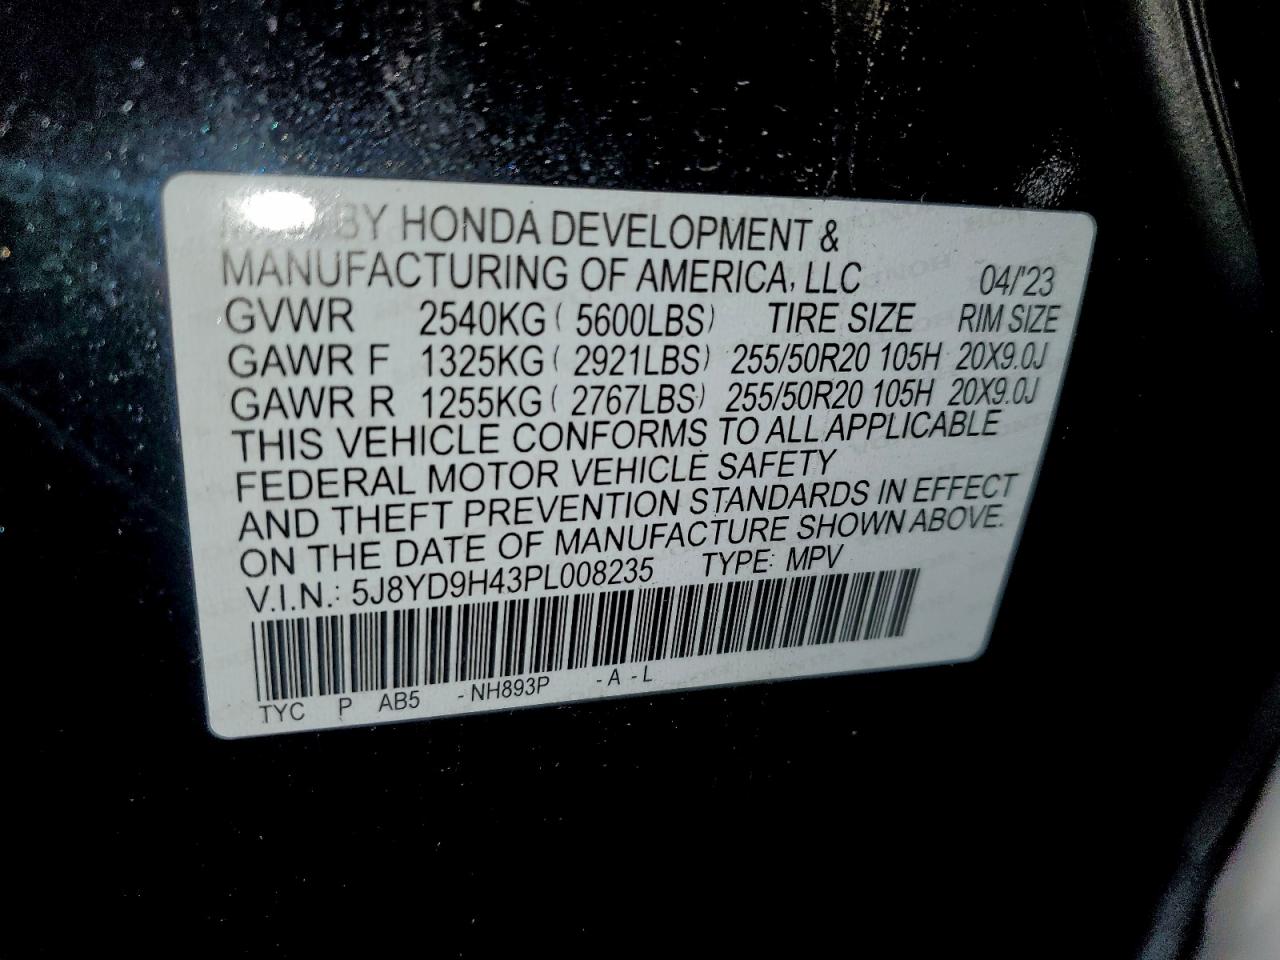 BY HONDA DEVELOPMENT &
MANUFACTURING OF AMERICA, LLC 04/'23
GVWR 2540KG ( 5600LBS) TIRE SIZE RIM SIZE
GAWR F 1325KG ( 2921LBS) 255/50R20 105H 20X9.0J
GAWR R 1255KG ( 2767LBS) 255/50R20 105H 20X9.0J
THIS VEHICLE CONFORMS TO ALL APPLICABLE
FEDERAL MOTOR VEHICLE SAFETY
AND THEFT PREVENTION STANDARDS IN EFFECT
ON THE DATE OF MANUFACTURE SHOWN ABOVE.
V.I.N.: 5J8YD9H43PL008235 TYPE: MPV
TYC P AB5 -NH893P -A-L